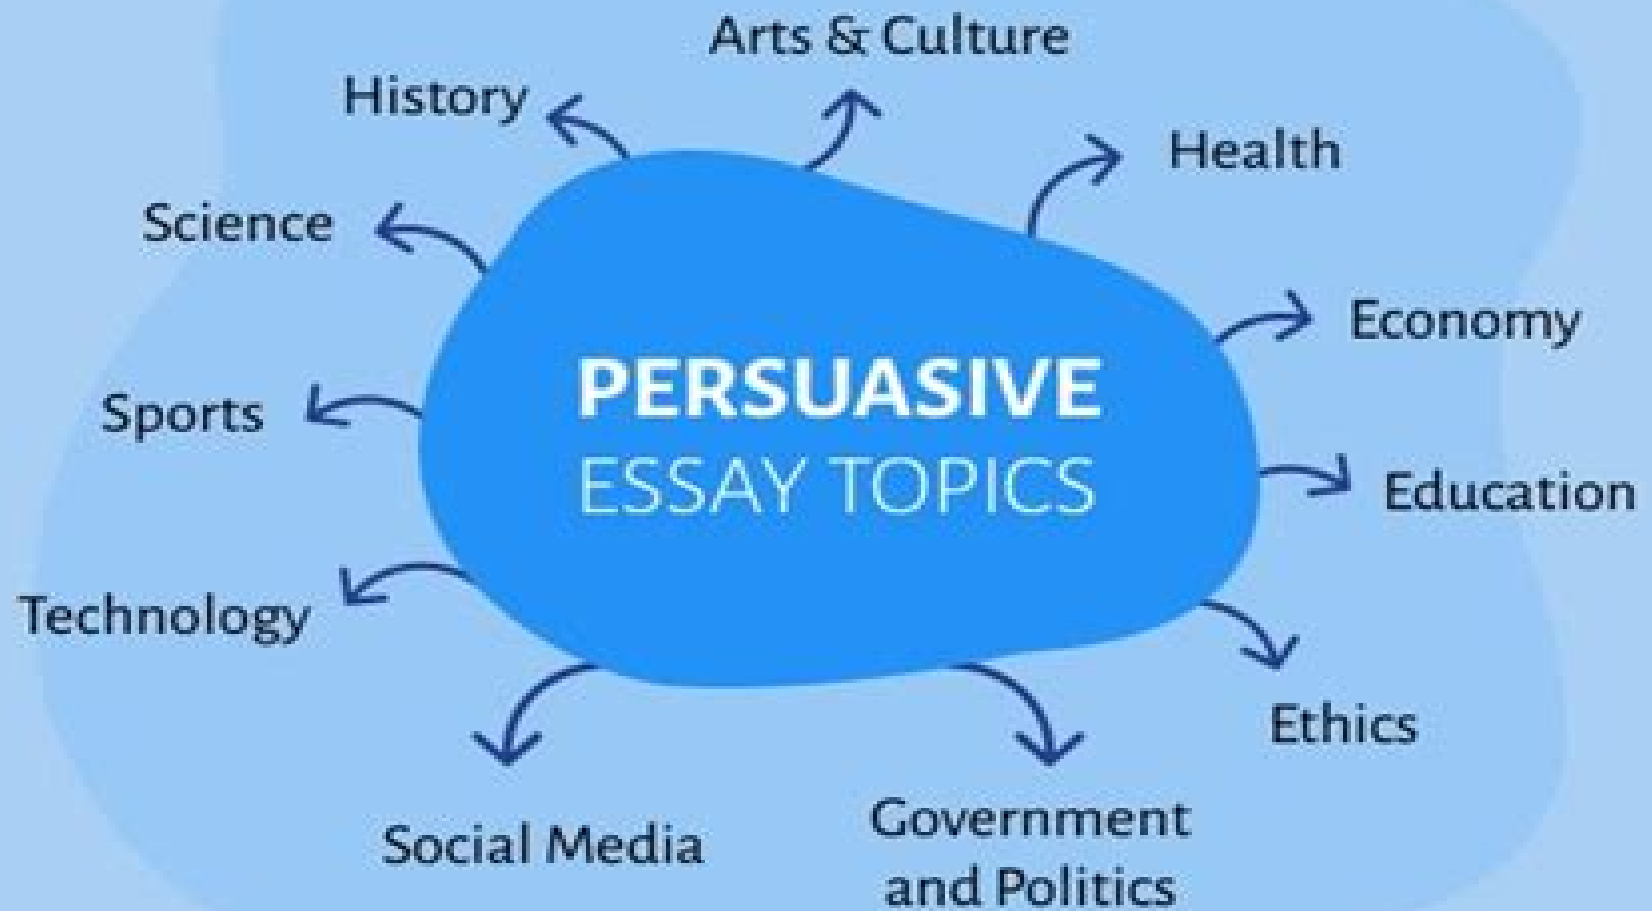 Arts & Culture
History
Health
Science
Economy
PERSUASIVE
ESSAY TOPICS
Sports
Education
Technology
Ethics
Social Media
Government
and Politics